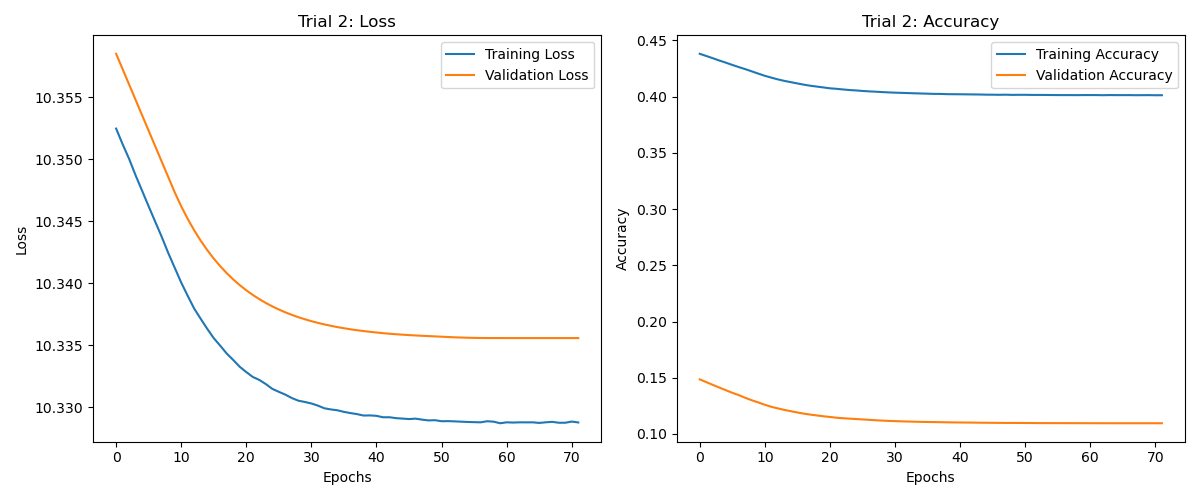 Trial 2: Loss
Training Loss
Validation Loss
10.355
10.350
10.345
10.340
10.335
10.330
Loss
0 10 20 30 40 50 60 70
Epochs
Trial 2: Accuracy
Training Accuracy
Validation Accuracy
0.45
0.40
0.35
0.30
0.25
0.20
0.15
0.10
Accuracy
0 10 20 30 40 50 60 70
Epochs